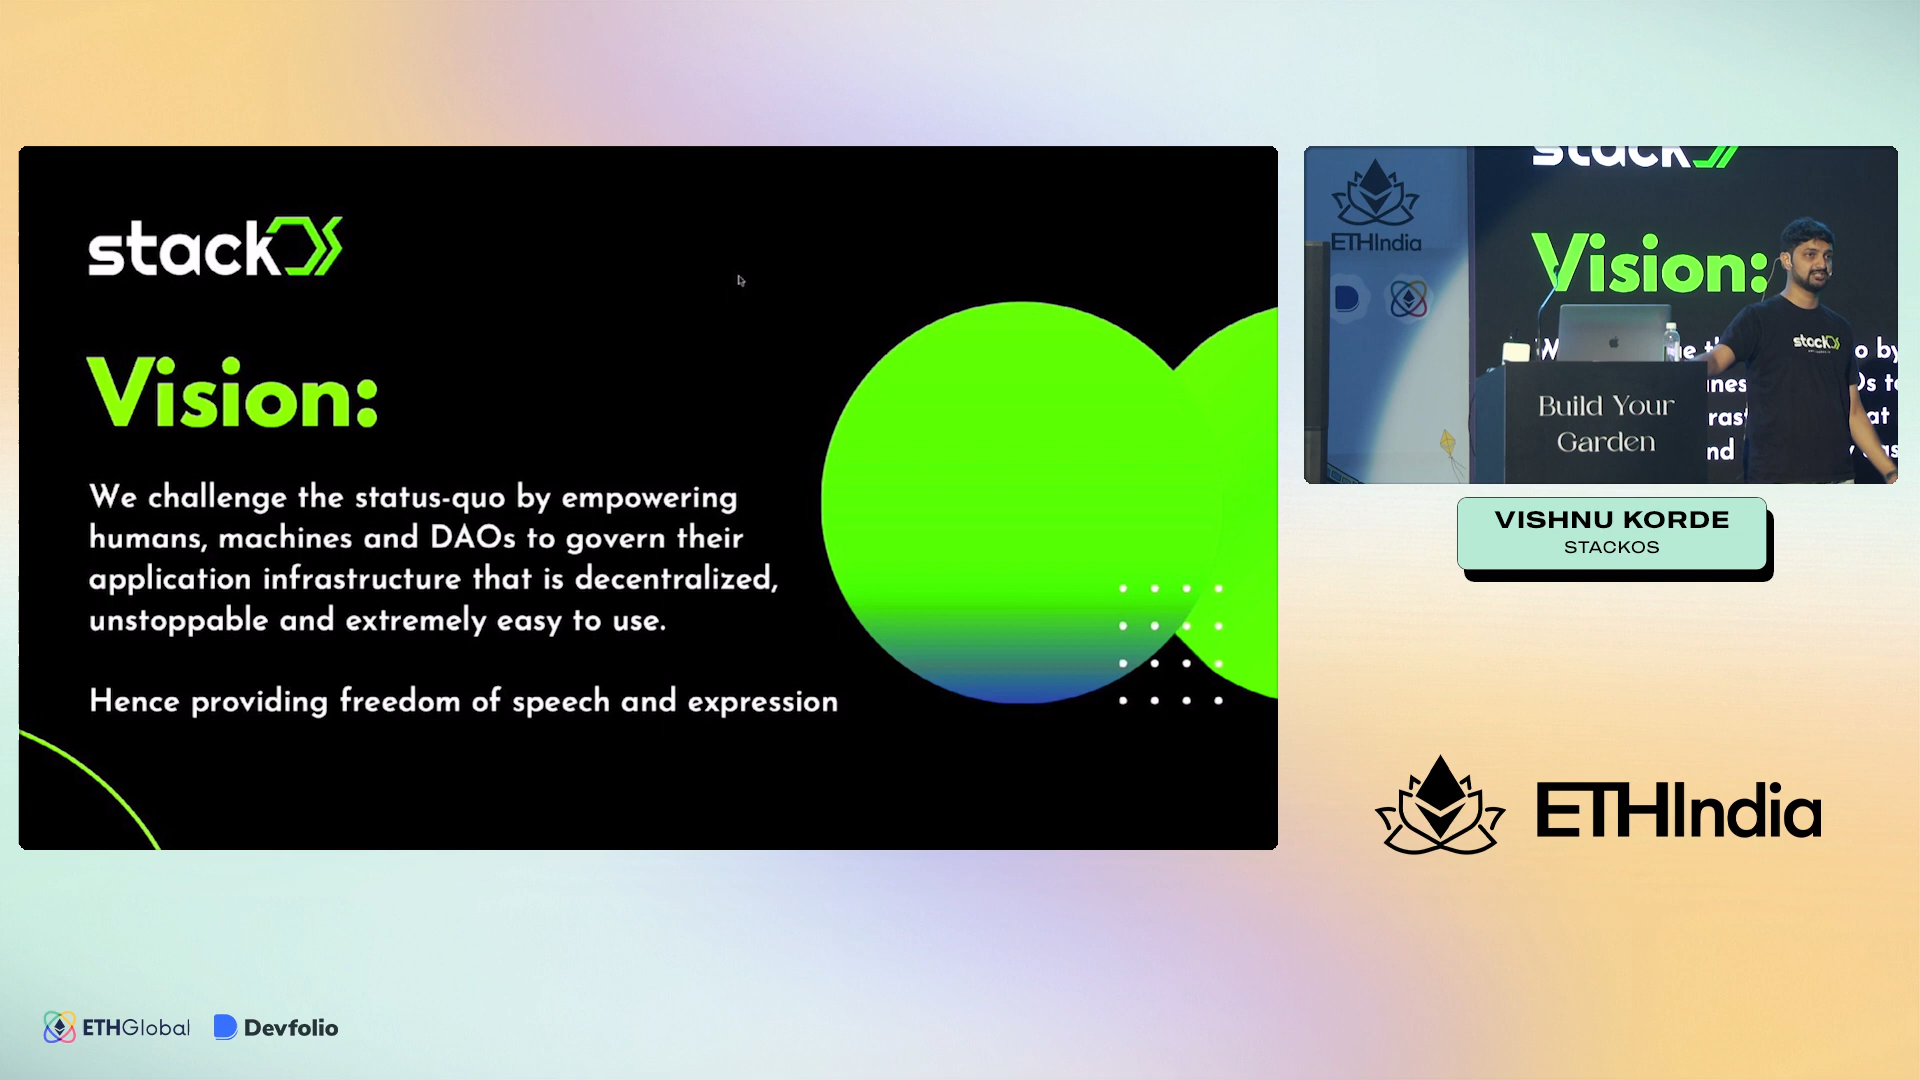 stackOS
Vision:
We challenge the status-quo by empowering
humans, machines and DAOs to govern their
application infrastructure that is decentralized,
unstoppable and extremely easy to use.
Hence providing freedom of speech and expression
stack
ETHIndia
Vision:
Build Your
Garden
stackOS
VISHNU KORDE
STACKOS
ETHIndia
ETHGlobal
Devfolio